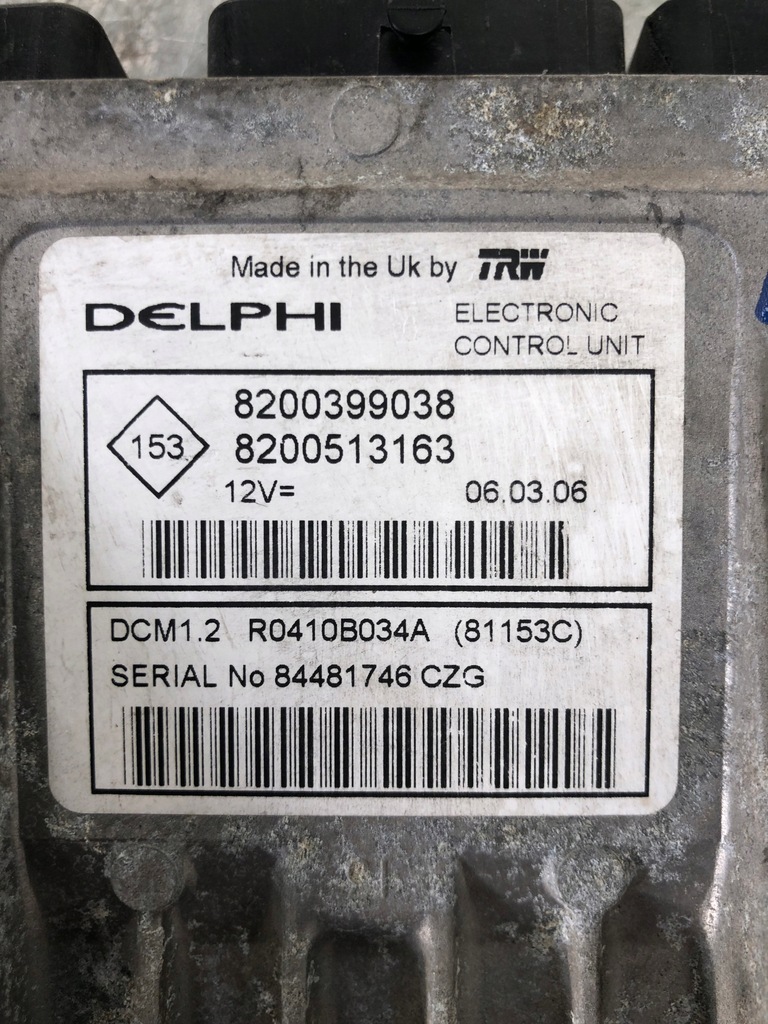 Made in the Uk by TRW
DELPHI
ELECTRONIC
CONTROL UNIT
153
8200399038
8200513163
12V=
06.03.06
DCM1.2 R0410B034A (81153C)
SERIAL No 84481746 CZG